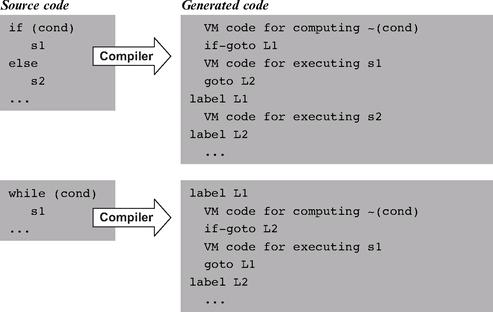 Source code
Generated code
if (cond)
s1
else
s2
...
Compiler
VM code for computing ~(cond)
if-goto L1
VM code for executing s1
goto L2
label L1
VM code for executing s2
label L2
...
while (cond)
s1
...
Compiler
label L1
VM code for computing ~(cond)
if-goto L2
VM code for executing s1
goto L1
label L2
...